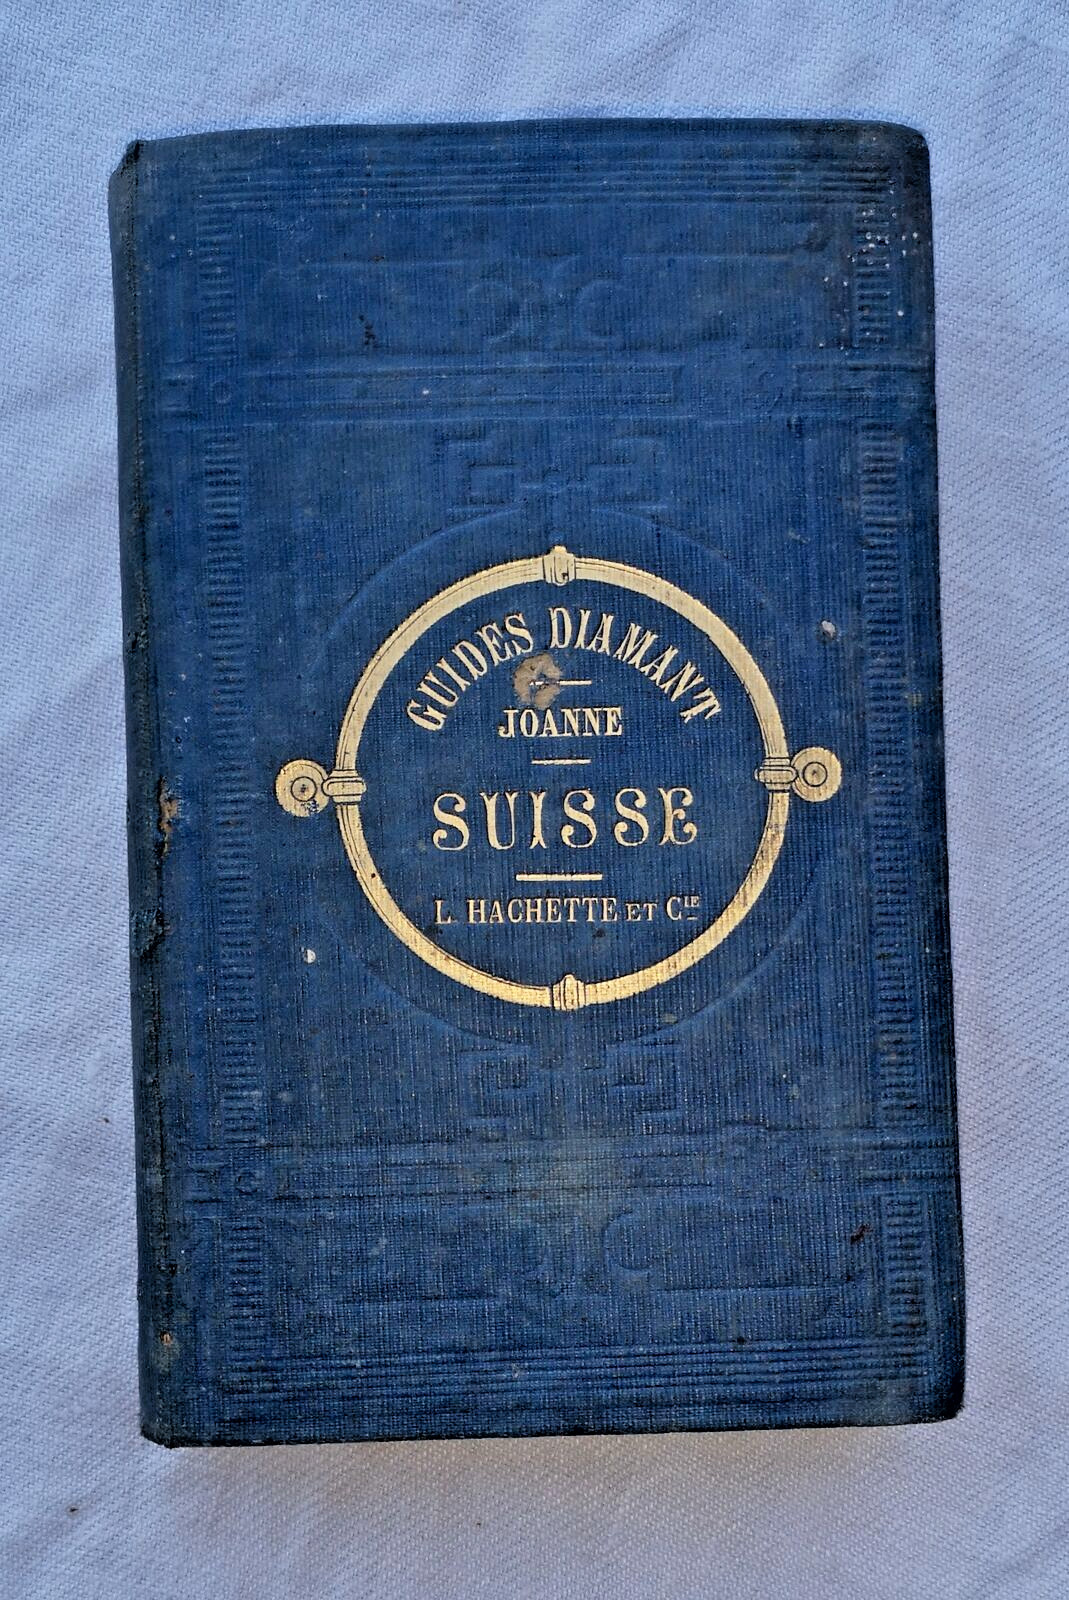 GUIDES DIAMANT
JOANNE
SUISSE
L. HACHETTE ET CIE